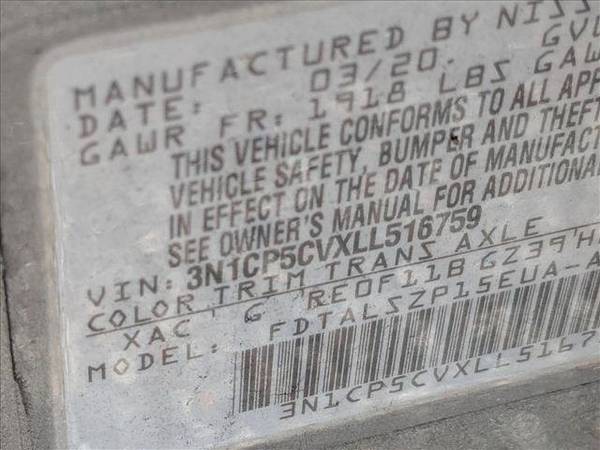 MANUFACTURED BY NISS
DATE: 03/20. GV
GAWR FR: 1918 LBS GAW
THIS VEHICLE CONFORMS TO ALL APP
VEHICLE SAFETY, BUMPER AND THEFT
IN EFFECT ON THE DATE OF MANUFACT
SEE OWNER'S MANUAL FOR ADDITIONA
VIN: 3N1CP5CVXLL516759
COLOR TRIM TRANS AXLE
XAC G RE0F11B GZ39'H
MODEL: FDTALSZP15EUA-A
3N1CP5CVXLL5167